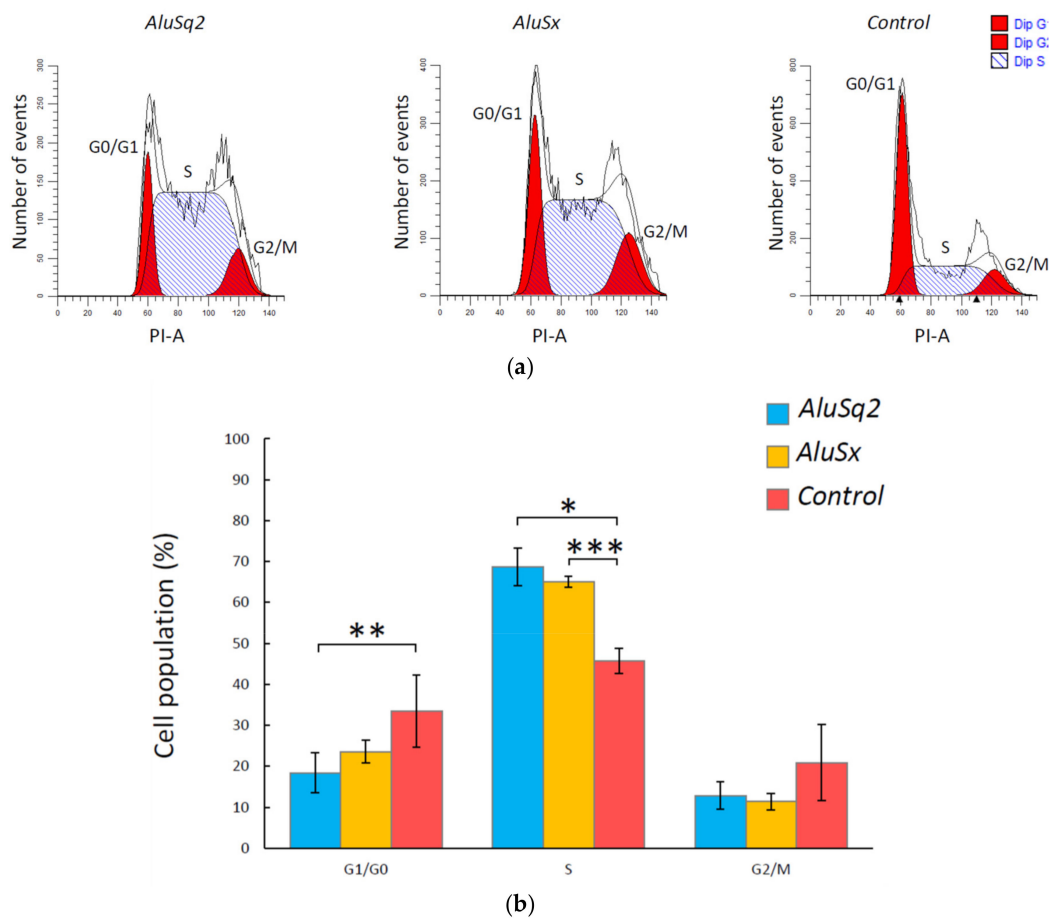 AluSq2
AluSx
Control
Dip G1
Dip G2
Dip S
Number of events
300
250
200
150
100
50
0
G0/G1
S
G2/M
0 20 40 60 80 100 120 140
PI-A
Number of events
400
300
200
100
0
G0/G1
S
G2/M
0 20 40 60 80 100 120 140
PI-A
Number of events
800
600
400
200
0
G0/G1
S
G2/M
0 20 40 60 80 100 120 140
PI-A
(a)
AluSq2
AluSx
Control
Cell population (%)
100
90
80
70
60
50
40
30
20
10
0
**
*
***
G1/G0 S G2/M
(b)